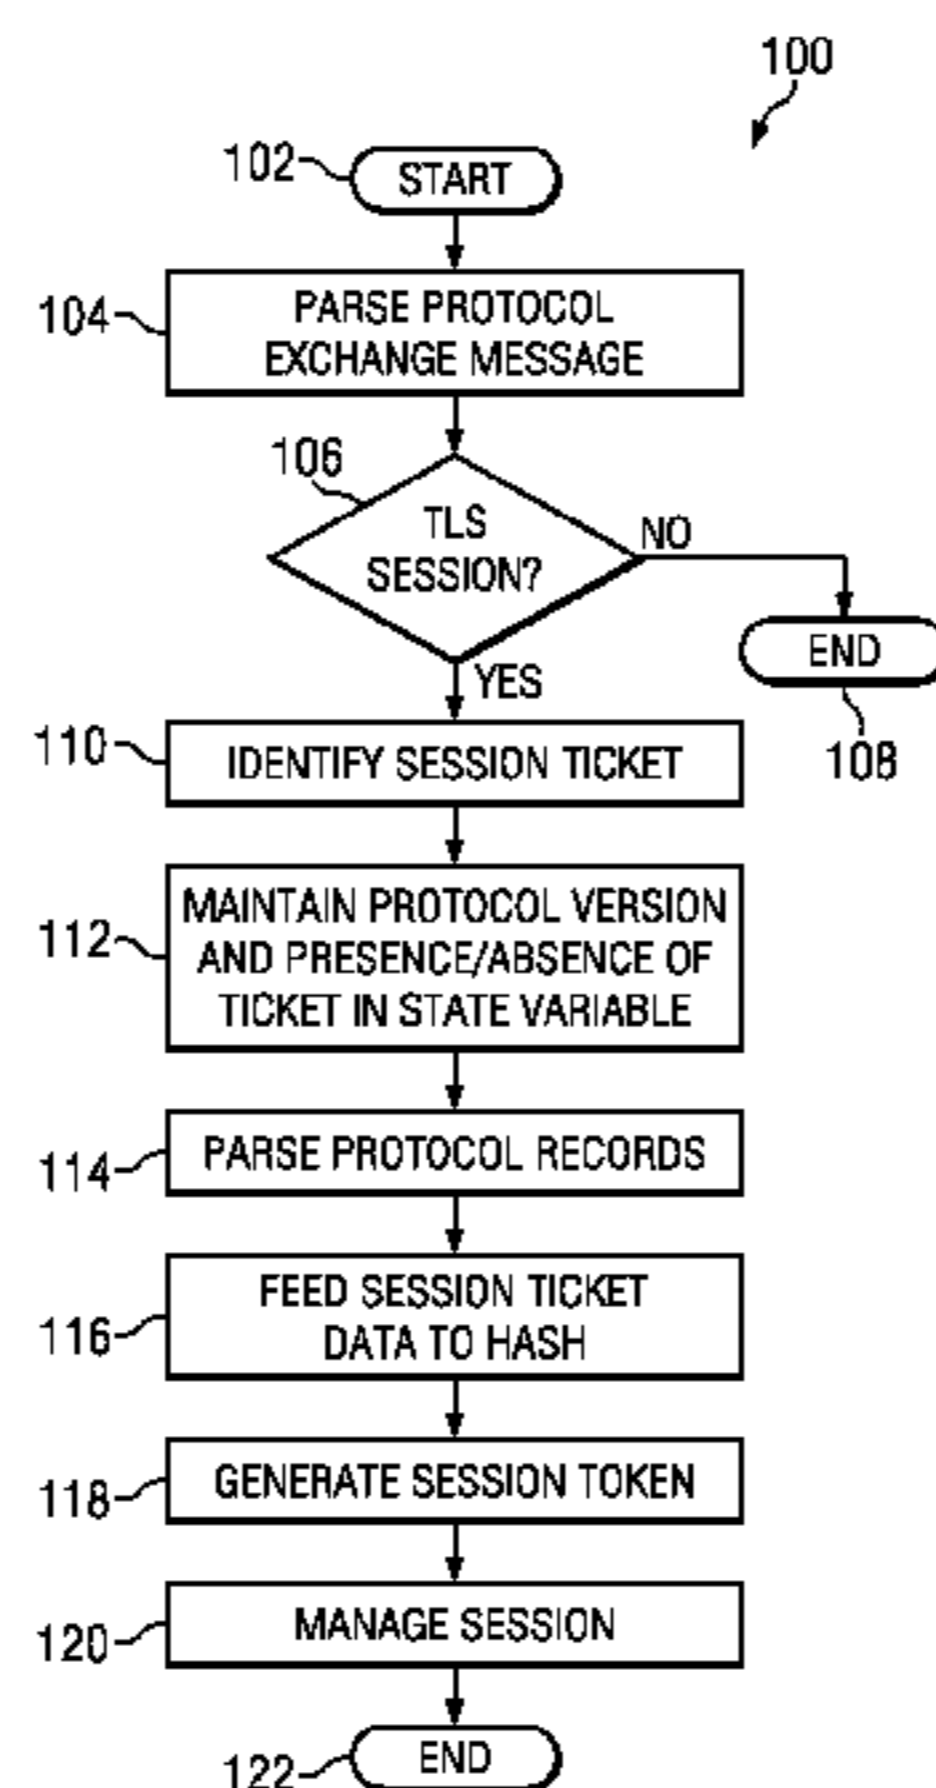 100
102
START
104
PARSE PROTOCOL
EXCHANGE MESSAGE
106
TLS
SESSION?
NO
END
108
YES
110
IDENTIFY SESSION TICKET
112
MAINTAIN PROTOCOL VERSION
AND PRESENCE/ABSENCE OF
TICKET IN STATE VARIABLE
114
PARSE PROTOCOL RECORDS
116
FEED SESSION TICKET
DATA TO HASH
118
GENERATE SESSION TOKEN
120
MANAGE SESSION
122
END